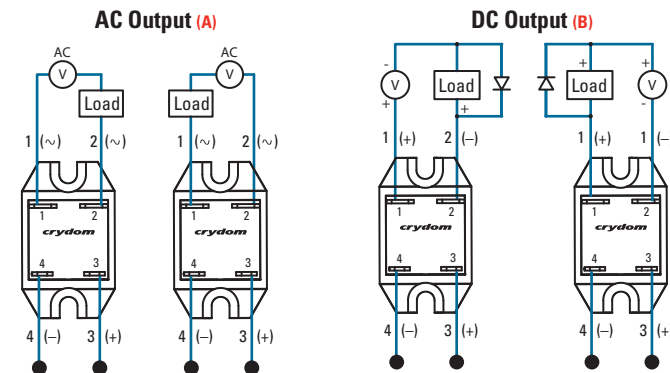 AC Output (A)
DC Output (B)
AC
V
Load
1 (~)
2 (~)
1
2
crydom
4
3
4 (–)
3 (+)
AC
V
Load
1 (~)
2 (~)
1
2
crydom
4
3
4 (–)
3 (+)
-
V
+
Load
+
1 (+)
2 (–)
1
2
crydom
4
3
4 (–)
3 (+)
+
Load
+
V
-
1 (+)
1 (–
1
2
crydom
4
3
4 (–)
3 (+